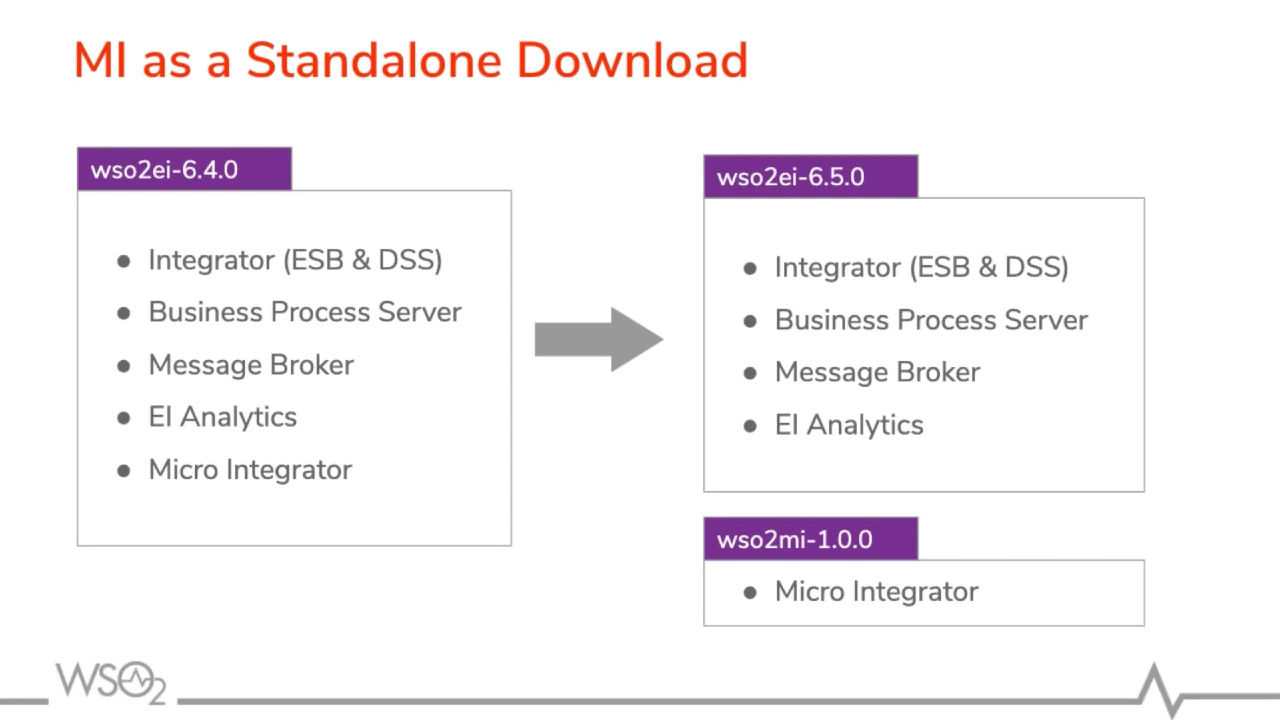 MI as a Standalone Download
wso2ei-6.4.0
● Integrator (ESB & DSS)
● Business Process Server
● Message Broker
● EI Analytics
● Micro Integrator
wso2ei-6.5.0
● Integrator (ESB & DSS)
● Business Process Server
● Message Broker
● EI Analytics
wso2mi-1.0.0
● Micro Integrator
WSO2